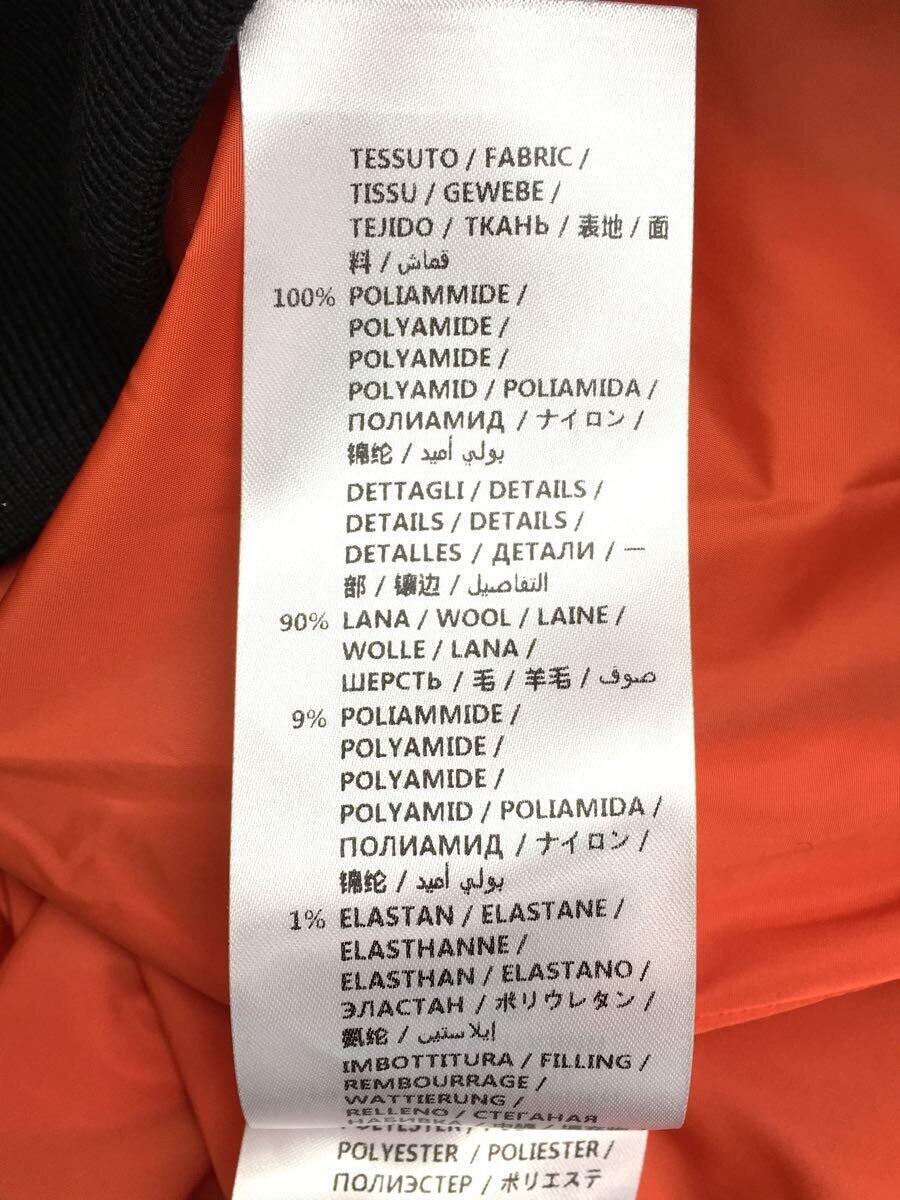 TESSUTO / FABRIC /
TISSU / GEWEBE /
TEJIDO / ТКАНЬ / 表地 / 面
料 / قماش
100% POLIAMMIDE /
POLYAMIDE /
POLYAMIDE /
POLYAMID / POLIAMIDA /
ПОЛИАМИД / ナイロン /
锦纶 / بولي أميد
DETTAGLI / DETAILS /
DETAILS / DETAILS /
DETALLES / ДЕТАЛИ / 一
部 / 镶边 / التفاصيل
90% LANA / WOOL / LAINE /
WOLLE / LANA /
ШЕРСТЬ / 毛 / 羊毛 / صوف
9% POLIAMMIDE /
POLYAMIDE /
POLYAMIDE /
POLYAMID / POLIAMIDA /
ПОЛИАМИД / ナイロン /
锦纶 / بولي أميد
1% ELASTAN / ELASTANE /
ELASTHANNE /
ELASTHAN / ELASTANO /
ЭЛАСТАН / ポリウレタン /
氨纶 / إيلاستين
IMBOTTITURA / FILLING /
REMBOURRAGE /
WATTIERUNG /
RELLENO / СТЕГАНАЯ
НАБИВКА /
POLYESTER /
POLYESTER / POLIESTER /
ПОЛИЭСТЕР / ポリエステ